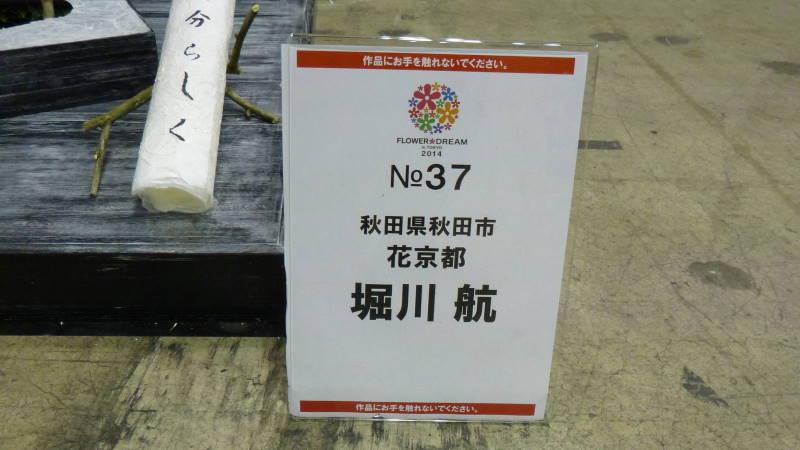 分らしく
作品にお手を触れないでください。
FLOWER★DREAM
in TOKYO
2014
№37
秋田県秋田市
花京都
堀川 航
作品にお手を触れないでください。